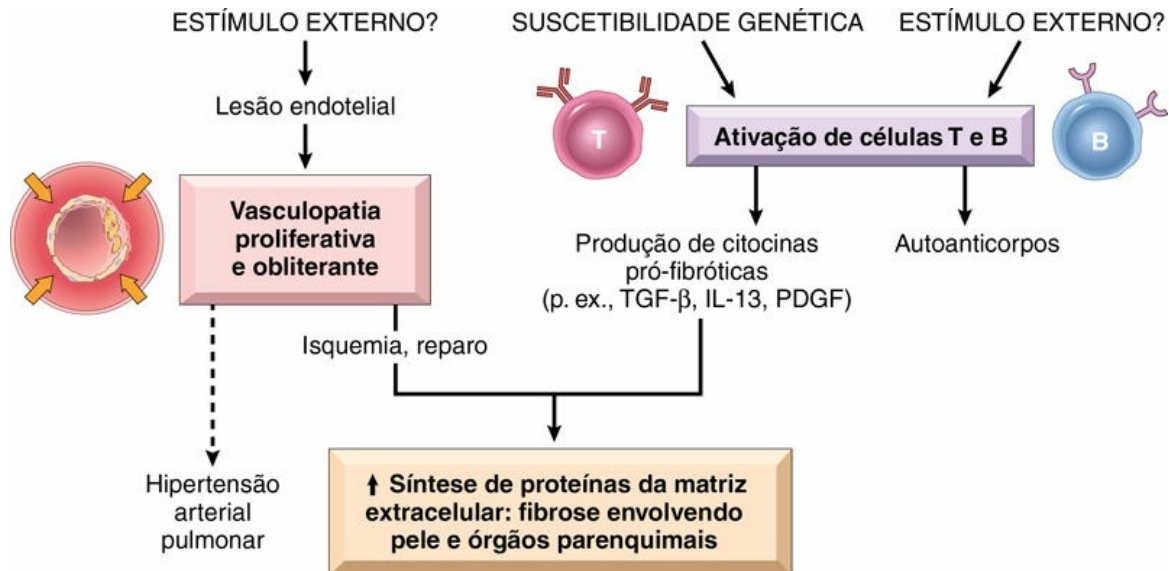 ESTÍMULO EXTERNO?
SUSCETIBILIDADE GENÉTICA
ESTÍMULO EXTERNO?
Lesão endotelial
T
Ativação de células T e B
B
Vasculopatia
proliferativa
e obliterante
Produção de citocinas
pró-fibróticas
(p. ex., TGF-β, IL-13, PDGF)
Autoanticorpos
Isquemia, reparo
Hipertensão
arterial
pulmonar
⬆ Síntese de proteínas da matriz
extracelular: fibrose envolvendo
pele e órgãos parenquimais